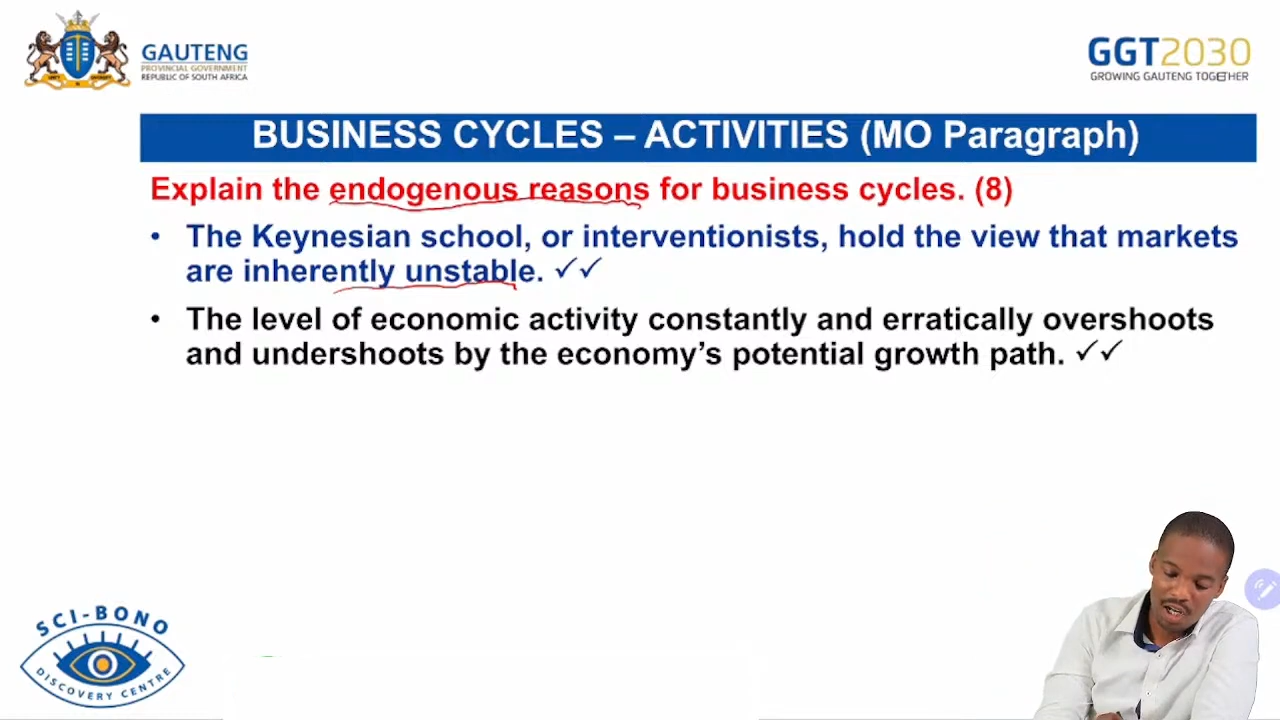 GAUTENG
PROVINCIAL GOVERNMENT
REPUBLIC OF SOUTH AFRICA
GGT2030
GROWING GAUTENG TOGETHER
BUSINESS CYCLES – ACTIVITIES (MO Paragraph)
Explain the endogenous reasons for business cycles. (8)
• The Keynesian school, or interventionists, hold the view that markets
are inherently unstable. ✓✓
• The level of economic activity constantly and erratically overshoots
and undershoots by the economy’s potential growth path. ✓✓
SCI-BONO
DISCOVERY CENTRE